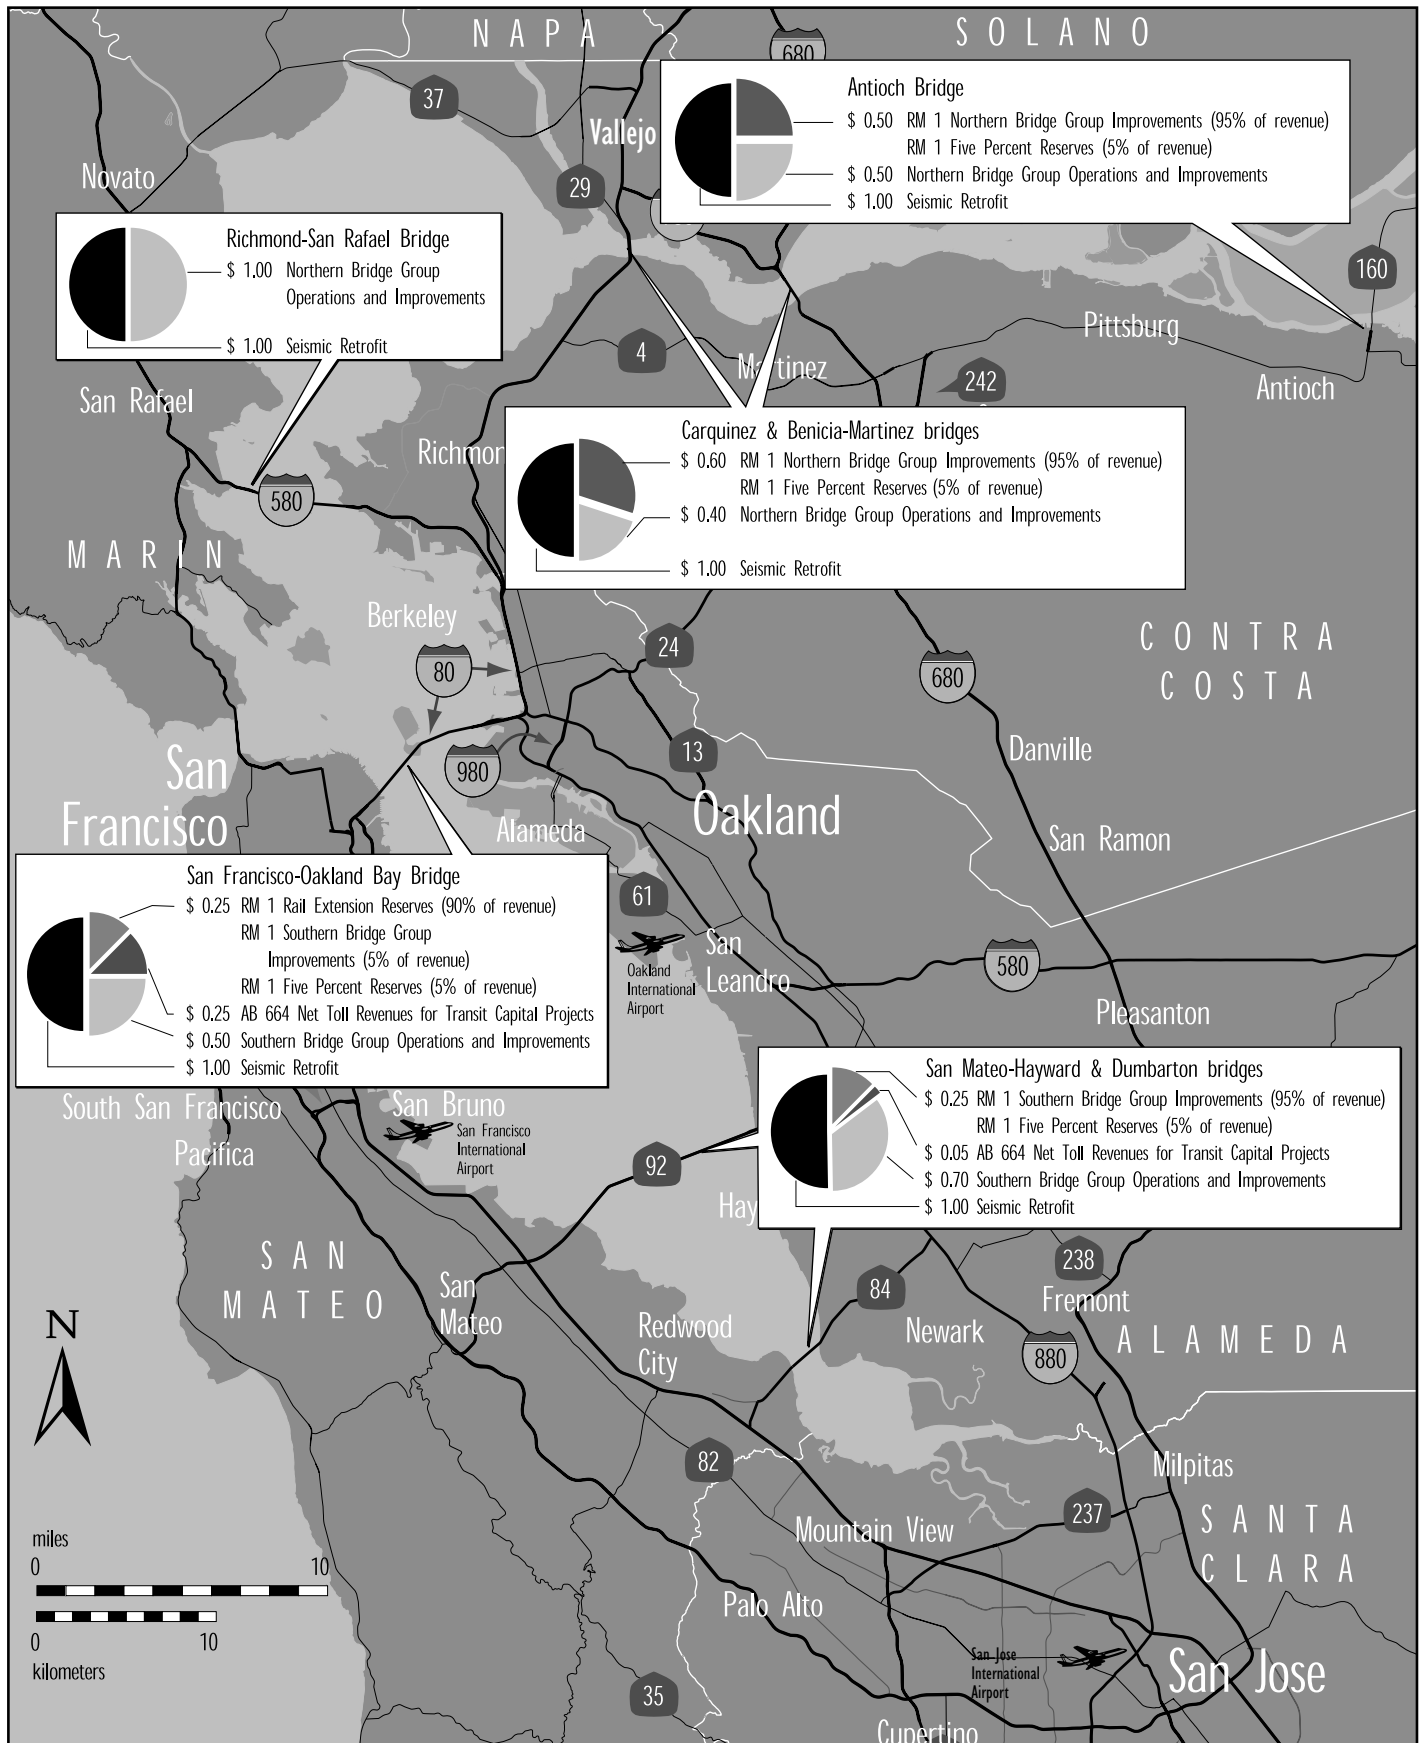 NAPA
SOLANO
680
37
Vallejo
29
Novato
Antioch Bridge
$ 0.50 RM 1 Northern Bridge Group Improvements (95% of revenue)
RM 1 Five Percent Reserves (5% of revenue)
$ 0.50 Northern Bridge Group Operations and Improvements
$ 1.00 Seismic Retrofit
Richmond-San Rafael Bridge
$ 1.00 Northern Bridge Group
Operations and Improvements
$ 1.00 Seismic Retrofit
160
Pittsburg
4
Martinez
242
Antioch
San Rafael
Richmon
580
Carquinez & Benicia-Martinez bridges
$ 0.60 RM 1 Northern Bridge Group Improvements (95% of revenue)
RM 1 Five Percent Reserves (5% of revenue)
$ 0.40 Northern Bridge Group Operations and Improvements
$ 1.00 Seismic Retrofit
MARIN
Berkeley
80
24
680
CONTRA
COSTA
13
Danville
980
San
Francisco
Oakland
Alameda
San Ramon
San Francisco-Oakland Bay Bridge
$ 0.25 RM 1 Rail Extension Reserves (90% of revenue)
RM 1 Southern Bridge Group
Improvements (5% of revenue)
RM 1 Five Percent Reserves (5% of revenue)
$ 0.25 AB 664 Net Toll Revenues for Transit Capital Projects
$ 0.50 Southern Bridge Group Operations and Improvements
$ 1.00 Seismic Retrofit
61
Oakland
International
Airport
San
Leandro
580
Pleasanton
San Mateo-Hayward & Dumbarton bridges
$ 0.25 RM 1 Southern Bridge Group Improvements (95% of revenue)
RM 1 Five Percent Reserves (5% of revenue)
$ 0.05 AB 664 Net Toll Revenues for Transit Capital Projects
$ 0.70 Southern Bridge Group Operations and Improvements
$ 1.00 Seismic Retrofit
South San Francisco
San Bruno
San Francisco
International
Airport
Pacifica
92
Hay
SAN
MATEO
San
Mateo
84
238
Fremont
Redwood
City
Newark
880
ALAMEDA
N
82
Milpitas
237
SANTA
CLARA
Mountain View
miles
0 10
0 10
kilometers
Palo Alto
San Jose
International
Airport
San Jose
35
Cupertino